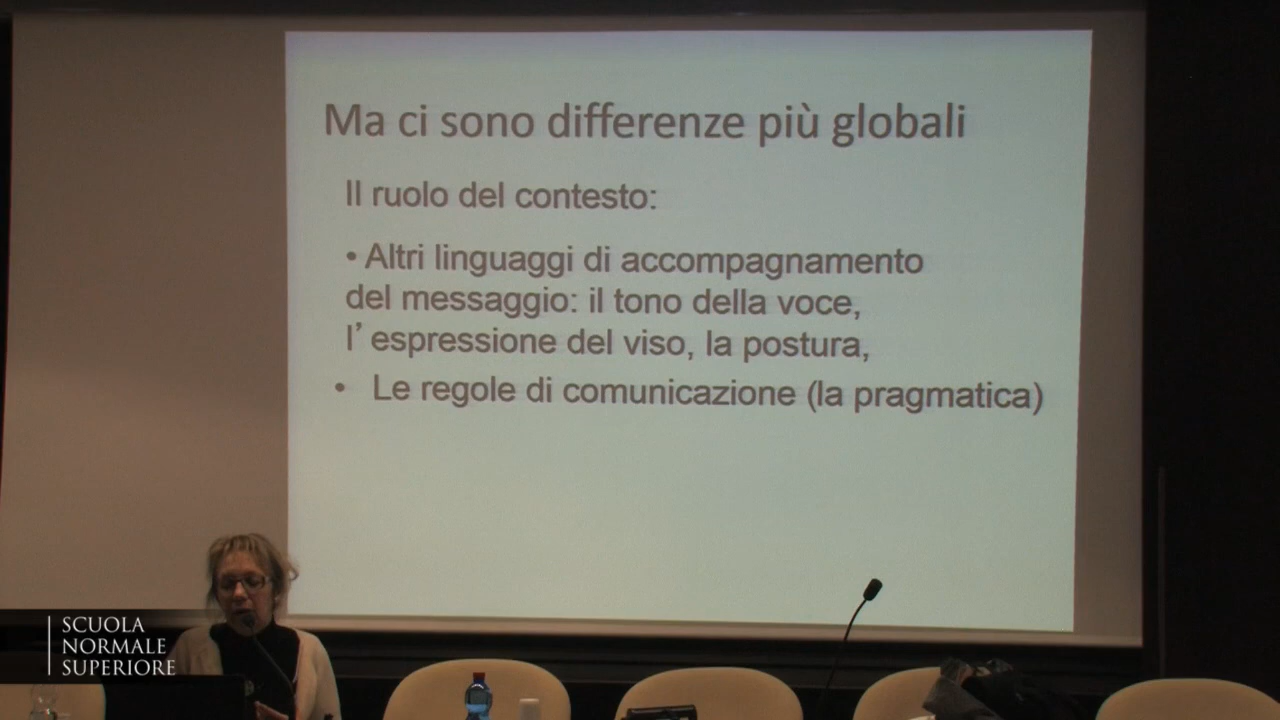 Ma ci sono differenze più globali
Il ruolo del contesto:
• Altri linguaggi di accompagnamento
del messaggio: il tono della voce,
l’ espressione del viso, la postura,
• Le regole di comunicazione (la pragmatica)
SCUOLA
NORMALE
SUPERIORE